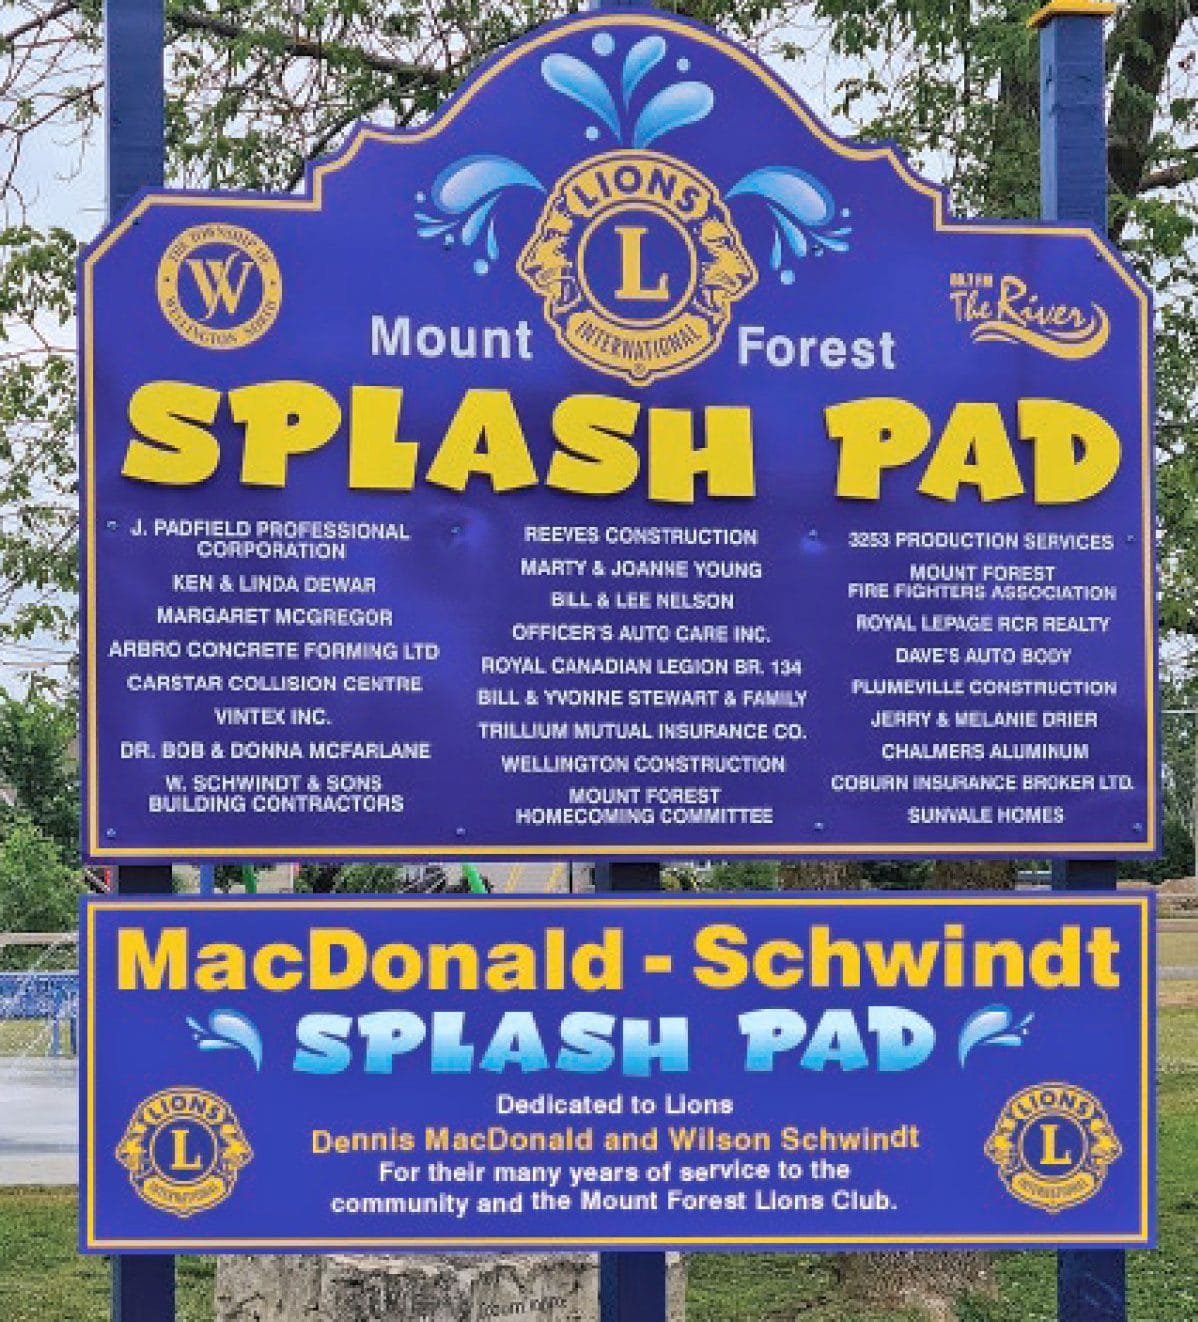 LIONS
L
INTERNATIONAL
THE TOWNSHIP OF
W
WELLINGTON NORTH
88.7 FM
The River
Mount Forest
SPLASH PAD
J. PADFIELD PROFESSIONAL
CORPORATION
KEN & LINDA DEWAR
MARGARET MCGREGOR
ARBRO CONCRETE FORMING LTD
CARSTAR COLLISION CENTRE
VINTEX INC.
DR. BOB & DONNA MCFARLANE
W. SCHWINDT & SONS
BUILDING CONTRACTORS
REEVES CONSTRUCTION
MARTY & JOANNE YOUNG
BILL & LEE NELSON
OFFICER'S AUTO CARE INC.
ROYAL CANADIAN LEGION BR. 134
BILL & YVONNE STEWART & FAMILY
TRILLIUM MUTUAL INSURANCE CO.
WELLINGTON CONSTRUCTION
MOUNT FOREST
HOMECOMING COMMITTEE
3253 PRODUCTION SERVICES
MOUNT FOREST
FIRE FIGHTERS ASSOCIATION
ROYAL LEPAGE RCR REALTY
DAVE'S AUTO BODY
PLUMEVILLE CONSTRUCTION
JERRY & MELANIE DRIER
CHALMERS ALUMINUM
COBURN INSURANCE BROKER LTD.
SUNVALE HOMES
MacDonald - Schwindt
SPLASH PAD
Dedicated to Lions
Dennis MacDonald and Wilson Schwindt
For their many years of service to the
community and the Mount Forest Lions Club.
LIONS
L
INTERNATIONAL
LIONS
L
INTERNATIONAL